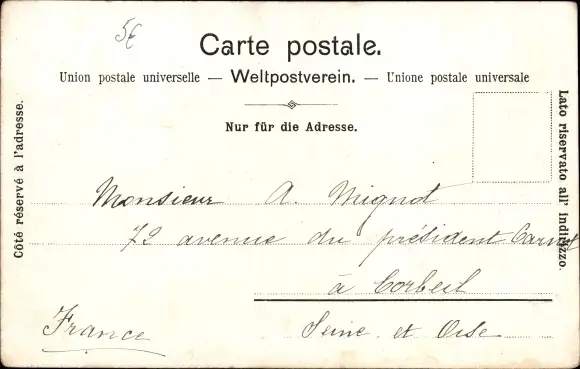 5€
Carte postale.
Union postale universelle — Weltpostverein. — Unione postale universale
Nur für die Adresse.
Côté réservé à l'adresse.
Lato riservato all' indirizzo.
Monsieur A. Mignot
72 avenue du président Carnot
à Corbeil
France
Seine et Oise